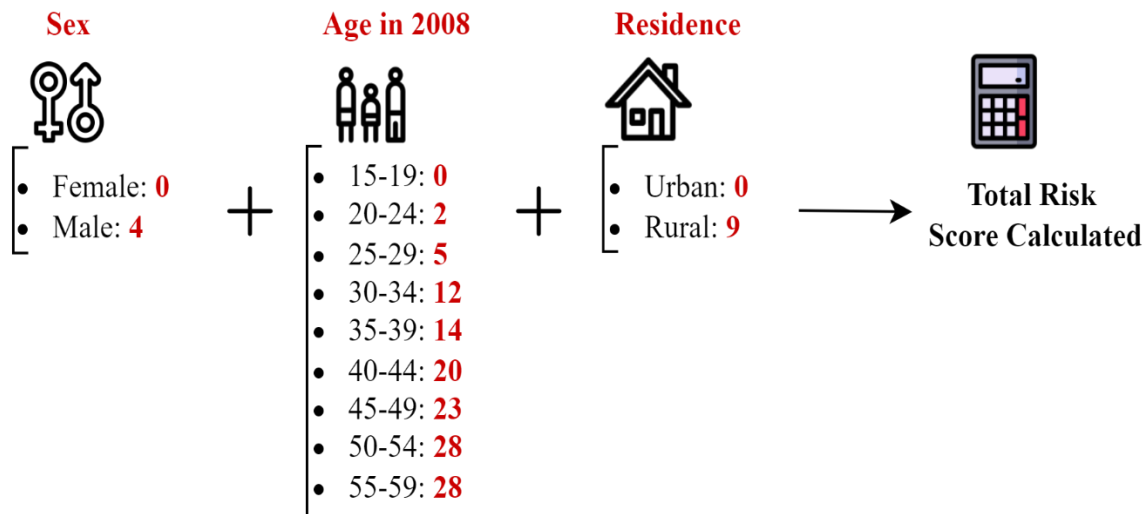 Sex
• Female: 0
• Male: 4
+
Age in 2008
• 15-19: 0
• 20-24: 2
• 25-29: 5
• 30-34: 12
• 35-39: 14
• 40-44: 20
• 45-49: 23
• 50-54: 28
• 55-59: 28
+
Residence
• Urban: 0
• Rural: 9
Total Risk
Score Calculated